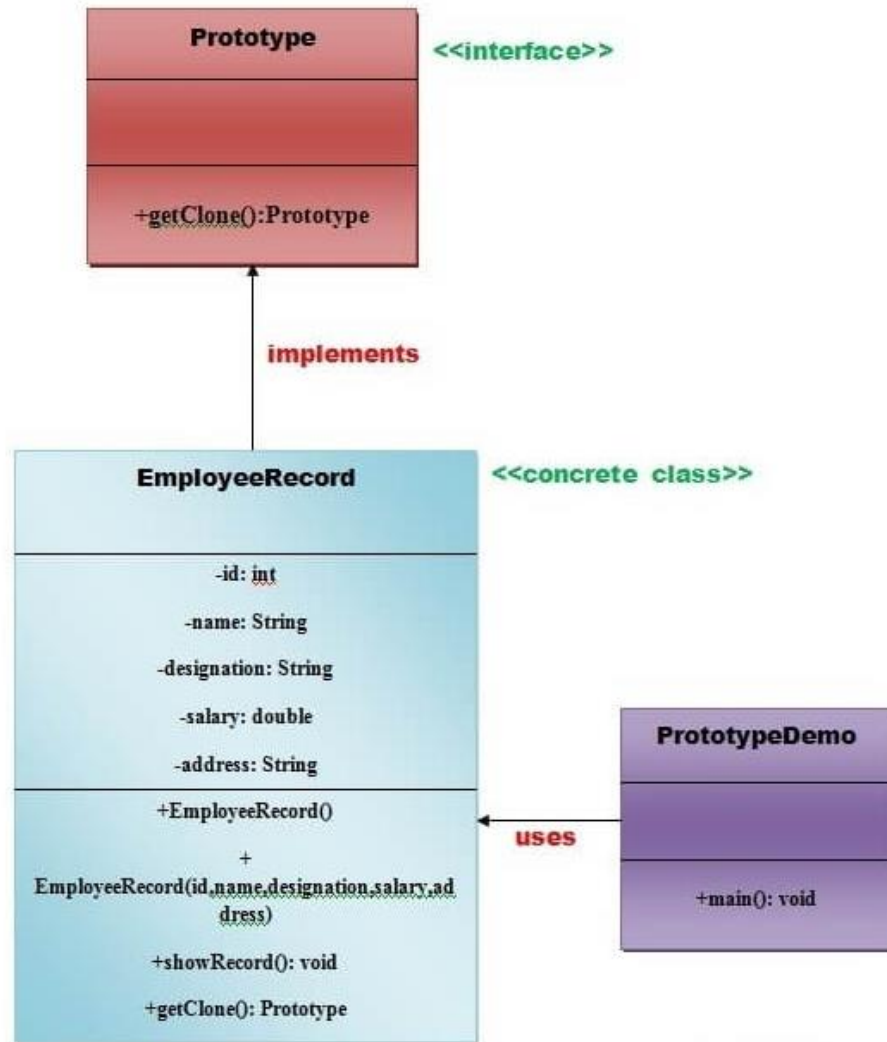 Prototype
<<interface>>
+getClone():Prototype
implements
EmployeeRecord
<<concrete class>>
-id: int
-name: String
-designation: String
-salary: double
-address: String
+EmployeeRecord()
+
EmployeeRecord(id,name,designation,salary,ad
dress)
+showRecord(): void
+getClone(): Prototype
uses
PrototypeDemo
+main(): void